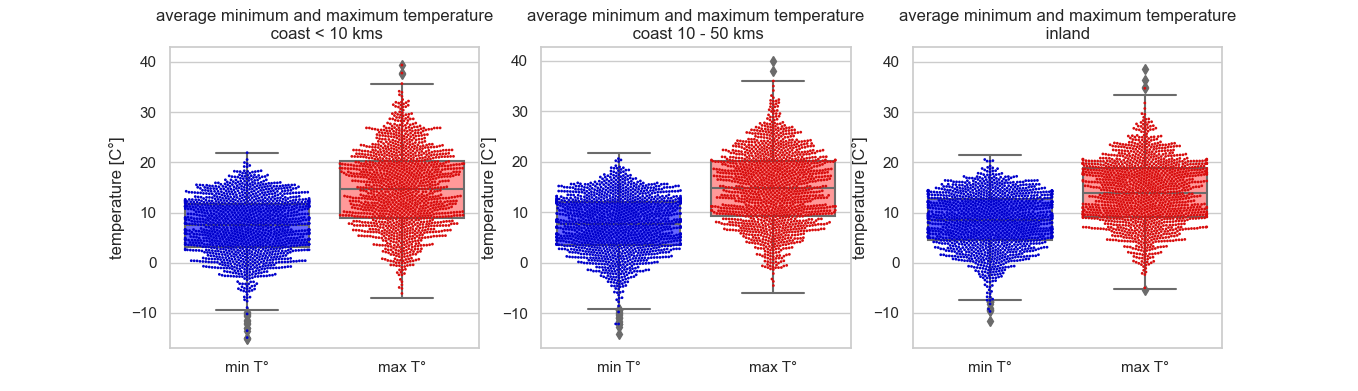 average minimum and maximum temperature
coast < 10 kms
temperature [C°]
40
30
20
10
0
−10
min T°
max T°
average minimum and maximum temperature
coast 10 - 50 kms
temperature [C°]
40
30
20
10
0
−10
min T°
max T°
average minimum and maximum temperature
inland
temperature [C°]
40
30
20
10
0
−10
min T°
max T°